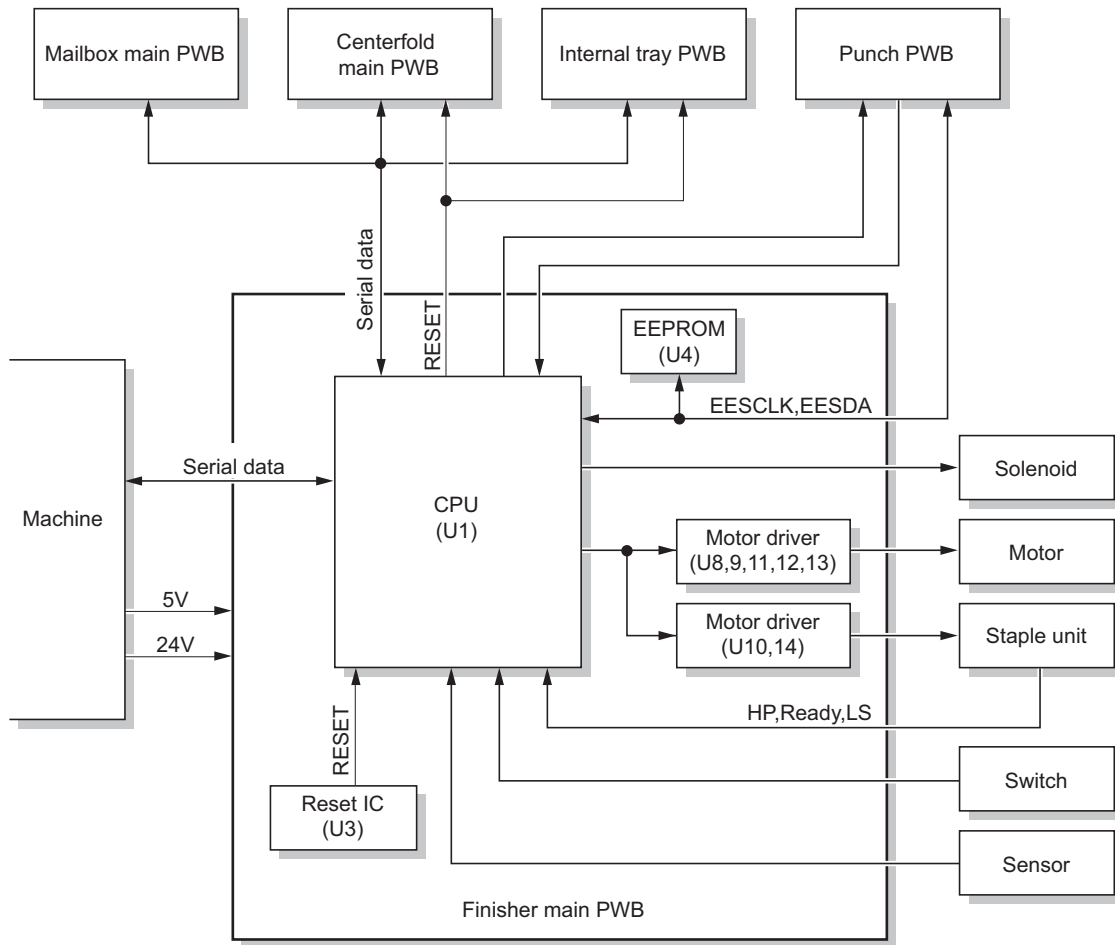 Mailbox main PWB
Centerfold
main PWB
Internal tray PWB
Punch PWB
Serial data
RESET
EEPROM
(U4)
EESCLK,EESDA
Serial data
Machine
CPU
(U1)
Solenoid
Motor driver
(U8,9,11,12,13)
Motor
5V
24V
Motor driver
(U10,14)
Staple unit
HP,Ready,LS
RESET
Reset IC
(U3)
Switch
Sensor
Finisher main PWB